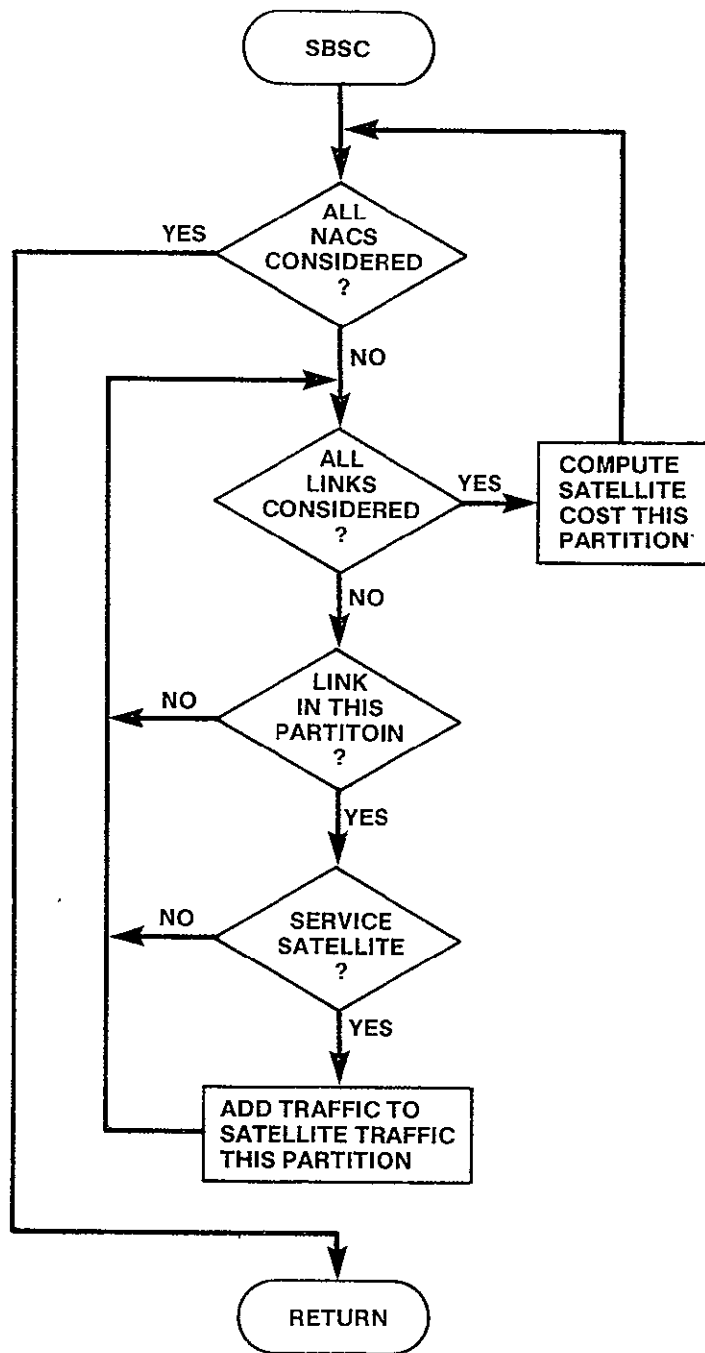 SBSC
ALL
NACS
CONSIDERED
?
YES
NO
ALL
LINKS
CONSIDERED
?
YES
COMPUTE
SATELLITE
COST THIS
PARTITION
NO
LINK
IN THIS
PARTITOIN
?
NO
YES
SERVICE
SATELLITE
?
NO
YES
ADD TRAFFIC TO
SATELLITE TRAFFIC
THIS PARTITION
RETURN